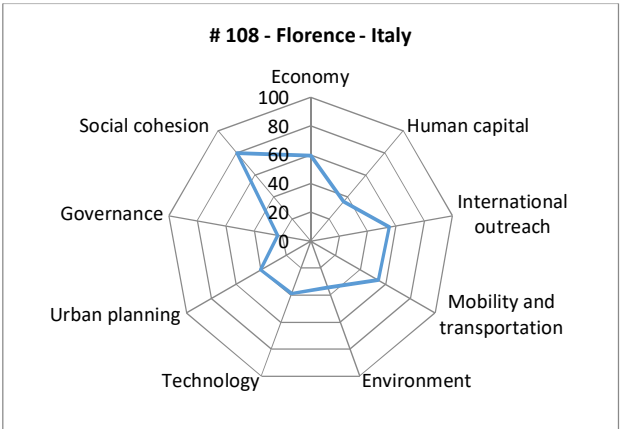 # 108 - Florence - Italy
Economy
100
80
60
40
20
0
Human capital
International
outreach
Mobility and
transportation
Environment
Technology
Urban planning
Governance
Social cohesion